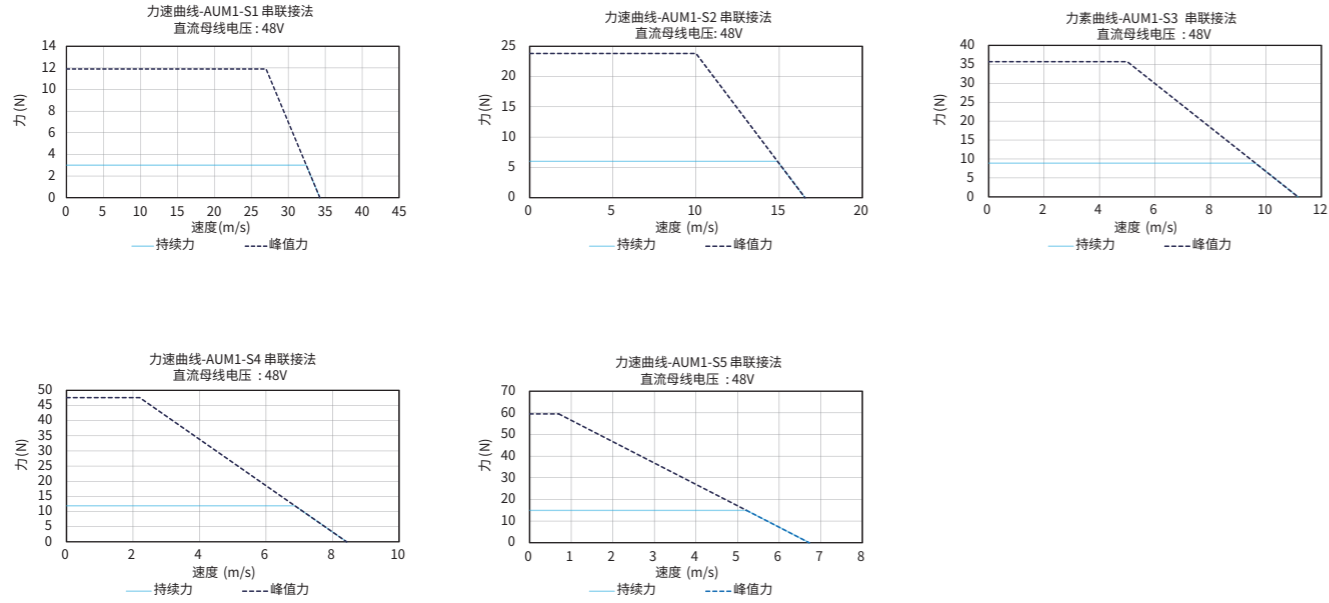 力速曲线-AUM1-S1 串联接法
直流母线电压 : 48V
14
12
10
8
6
4
2
0
力 (N)
0 5 10 15 20 25 30 35 40 45
速度(m/s)
持续力 峰值力
力速曲线-AUM1-S2 串联接法
直流母线电压: 48V
25
20
15
10
5
0
力 (N)
0 5 10 15 20
速度 (m/s)
持续力 峰值力
力素曲线-AUM1-S3 串联接法
直流母线电压 : 48V
40
35
30
25
20
15
10
5
0
力 (N)
0 2 4 6 8 10 12
速度 (m/s)
持续力 峰值力
力速曲线-AUM1-S4 串联接法
直流母线电压 : 48V
50
45
40
35
30
25
20
15
10
5
0
力 (N)
0 2 4 6 8 10
速度 (m/s)
持续力 峰值力
力速曲线-AUM1-S5 串联接法
直流母线电压 : 48V
70
60
50
40
30
20
10
0
力 (N)
0 1 2 3 4 5 6 7 8
速度 (m/s)
持续力 峰值力